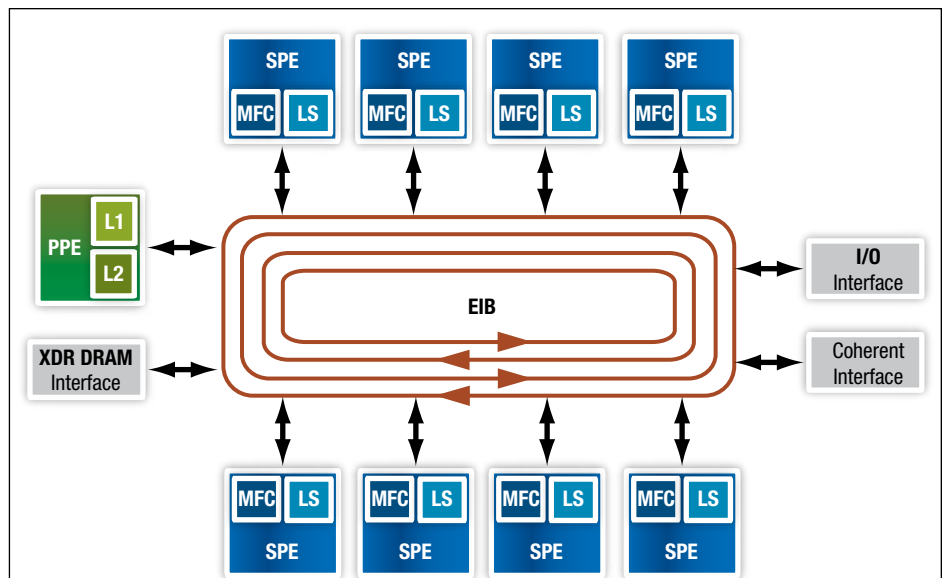 SPE SPE SPE SPE
MFC LS MFC LS MFC LS MFC LS
L1
PPE
L2
I/O
Interface
EIB
XDR DRAM
Interface
Coherent
Interface
MFC LS MFC LS MFC LS MFC LS
SPE SPE SPE SPE